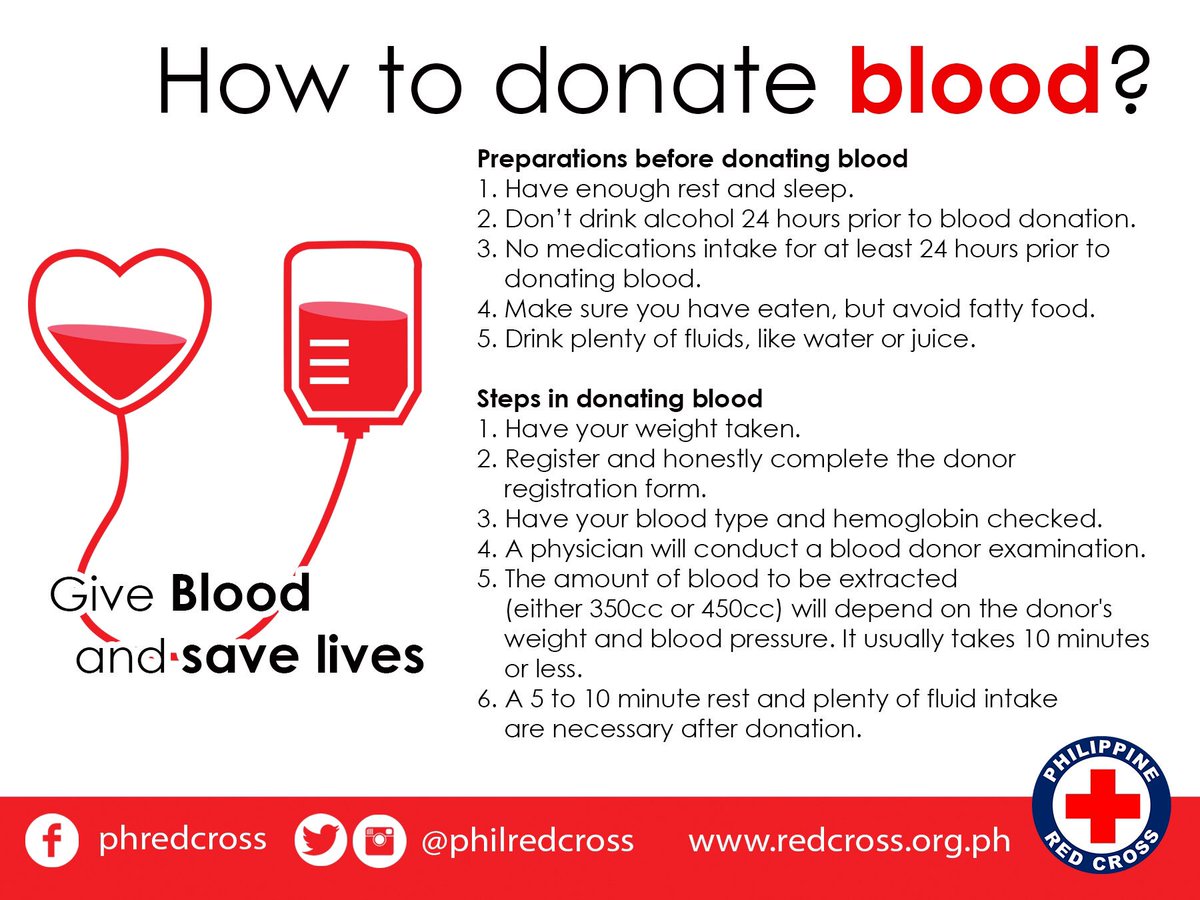 How to donate blood?
Preparations before donating blood
1. Have enough rest and sleep.
2. Don’t drink alcohol 24 hours prior to blood donation.
3. No medications intake for at least 24 hours prior to
donating blood.
4. Make sure you have eaten, but avoid fatty food.
5. Drink plenty of fluids, like water or juice.
Steps in donating blood
1. Have your weight taken.
2. Register and honestly complete the donor
registration form.
3. Have your blood type and hemoglobin checked.
4. A physician will conduct a blood donor examination.
5. The amount of blood to be extracted
(either 350cc or 450cc) will depend on the donor's
weight and blood pressure. It usually takes 10 minutes
or less.
6. A 5 to 10 minute rest and plenty of fluid intake
are necessary after donation.
Give Blood
and save lives
phredcross
@philredcross
www.redcross.org.ph
PHILIPPINE
RED CROSS